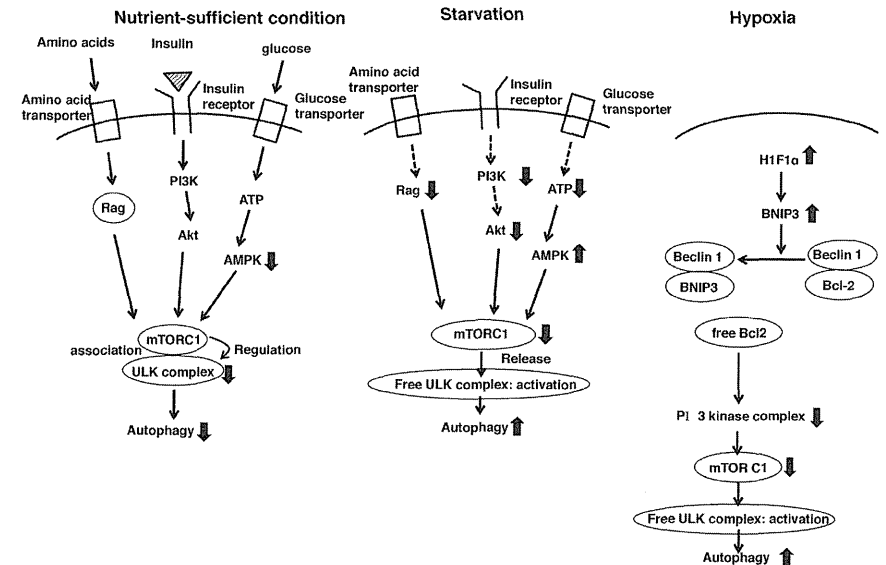 Nutrient-sufficient condition
Amino acids
Insulin
glucose
Amino acid
transporter
Insulin
receptor
Glucose
transporter
PI3K
Rag
ATP
Akt
AMPK
mTORC1
association
Regulation
ULK complex
Autophagy
Starvation
Amino acid
transporter
Insulin
receptor
Glucose
transporter
Rag
PI3K
ATP
Akt
AMPK
mTORC1
Release
Free ULK complex: activation
Autophagy
Hypoxia
H1F1α
BNIP3
Beclin 1
BNIP3
Beclin 1
Bcl-2
free Bcl2
PI 3 kinase complex
mTOR C1
Free ULK complex: activation
Autophagy